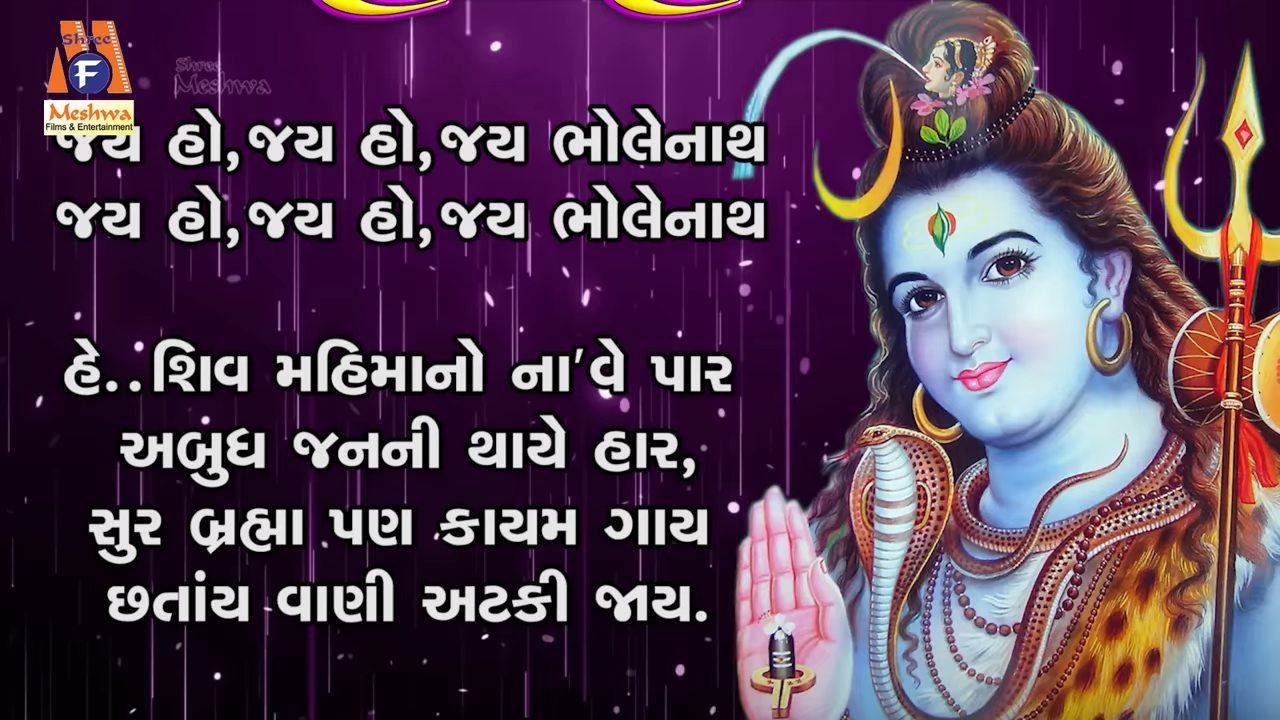 Shree
F
Meshwa
Films & Entertainment
Shree
Meshwa
જય હો,જય હો,જય ભોલેનાથ
જય હો,જય હો,જય ભોલેનાથ
હે..શિવ મહિમાનો ના'વે પાર
અબુધ જનની થાયે હાર,
સુર બ્રહ્મા પણ કાયમ ગાય
છતાંય વાણી અટકી જાય.